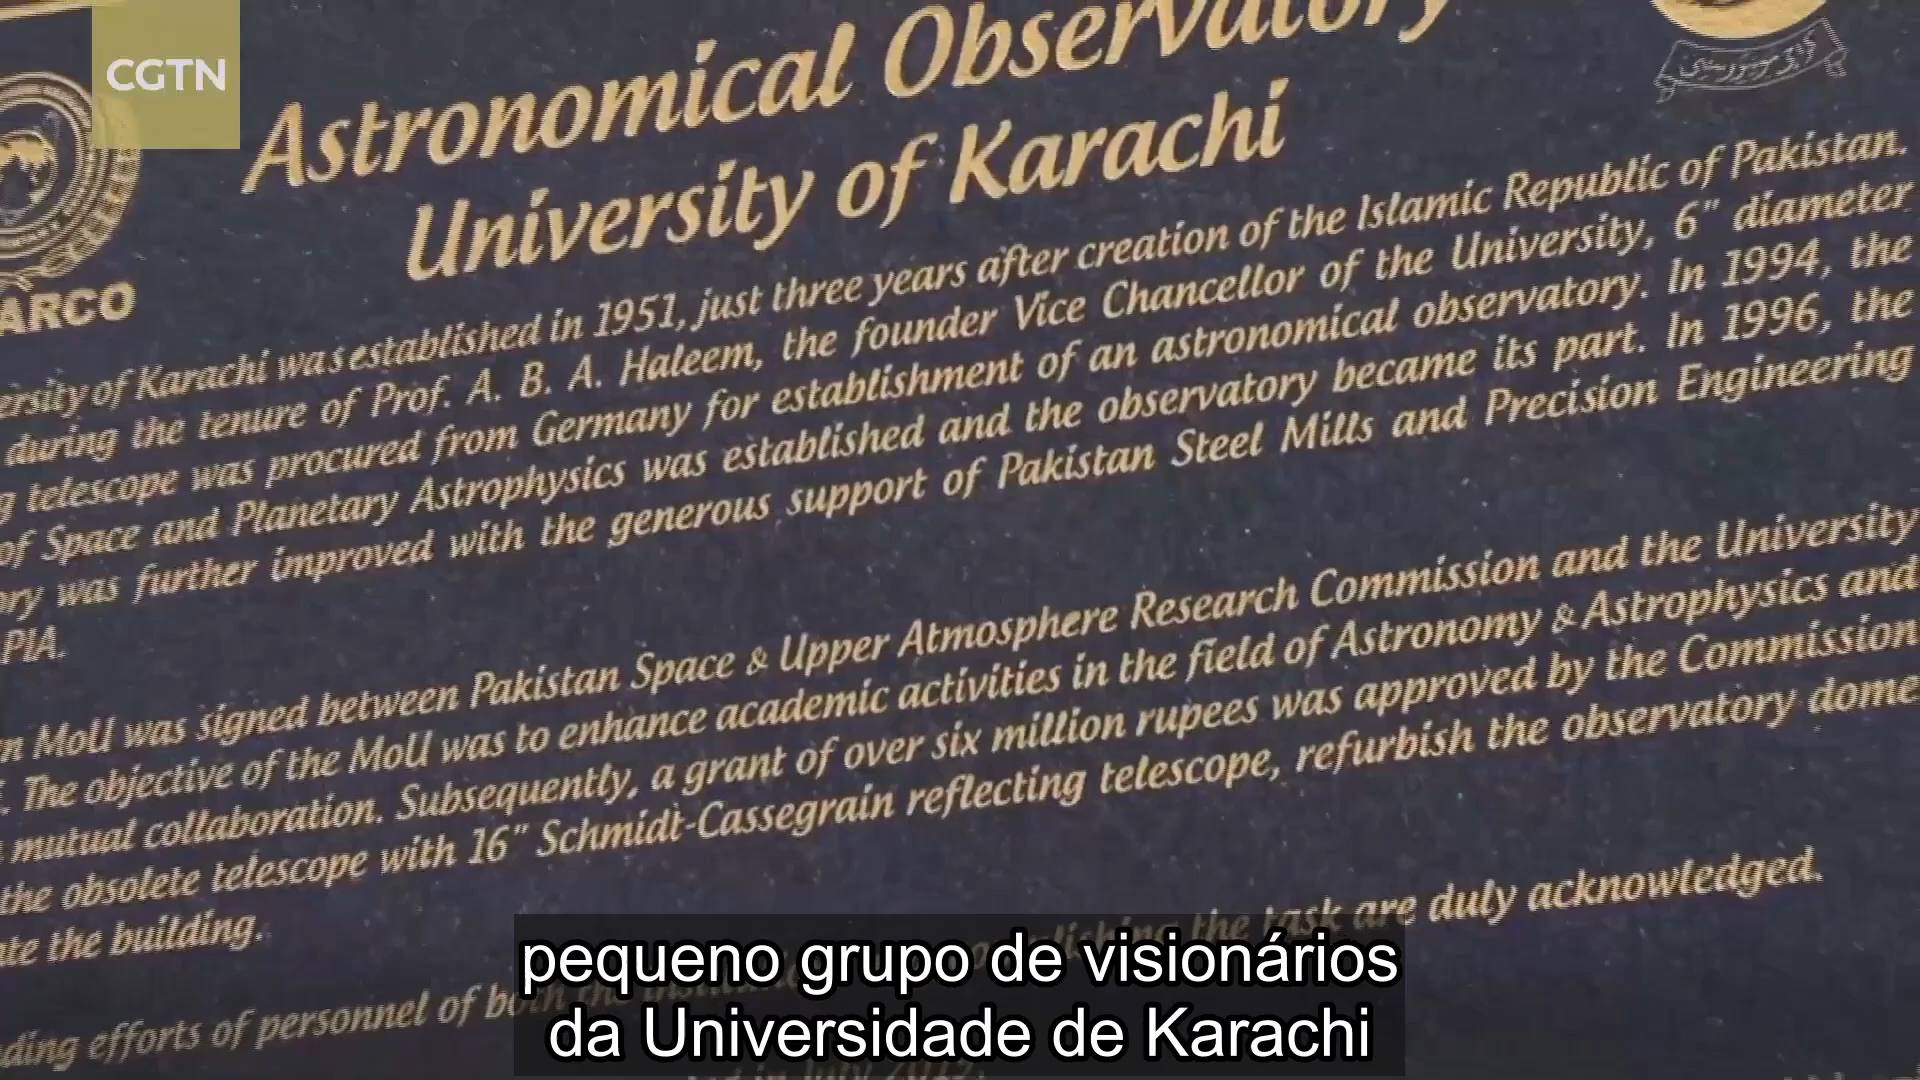 CGTN
Astronomical Observatory
University of Karachi
ARCO
ersity of Karachi was established in 1951, just three years after creation of the Islamic Republic of Pakistan.
during the tenure of Prof. A. B. A. Haleem, the founder Vice Chancellor of the University, 6" diameter
g telescope was procured from Germany for establishment of an astronomical observatory. In 1994, the
of Space and Planetary Astrophysics was established and the observatory became its part. In 1996, the
ory was further improved with the generous support of Pakistan Steel Mills and Precision Engineering
PIA.
n MoU was signed between Pakistan Space & Upper Atmosphere Research Commission and the University
. The objective of the MoU was to enhance academic activities in the field of Astronomy & Astrophysics and
mutual collaboration. Subsequently, a grant of over six million rupees was approved by the Commission
the obsolete telescope with 16" Schmidt-Cassegrain reflecting telescope, refurbish the observatory dome
te the building.
ding efforts of personnel of both the the task are duly acknowledged.
pequeno grupo de visionários
da Universidade de Karachi